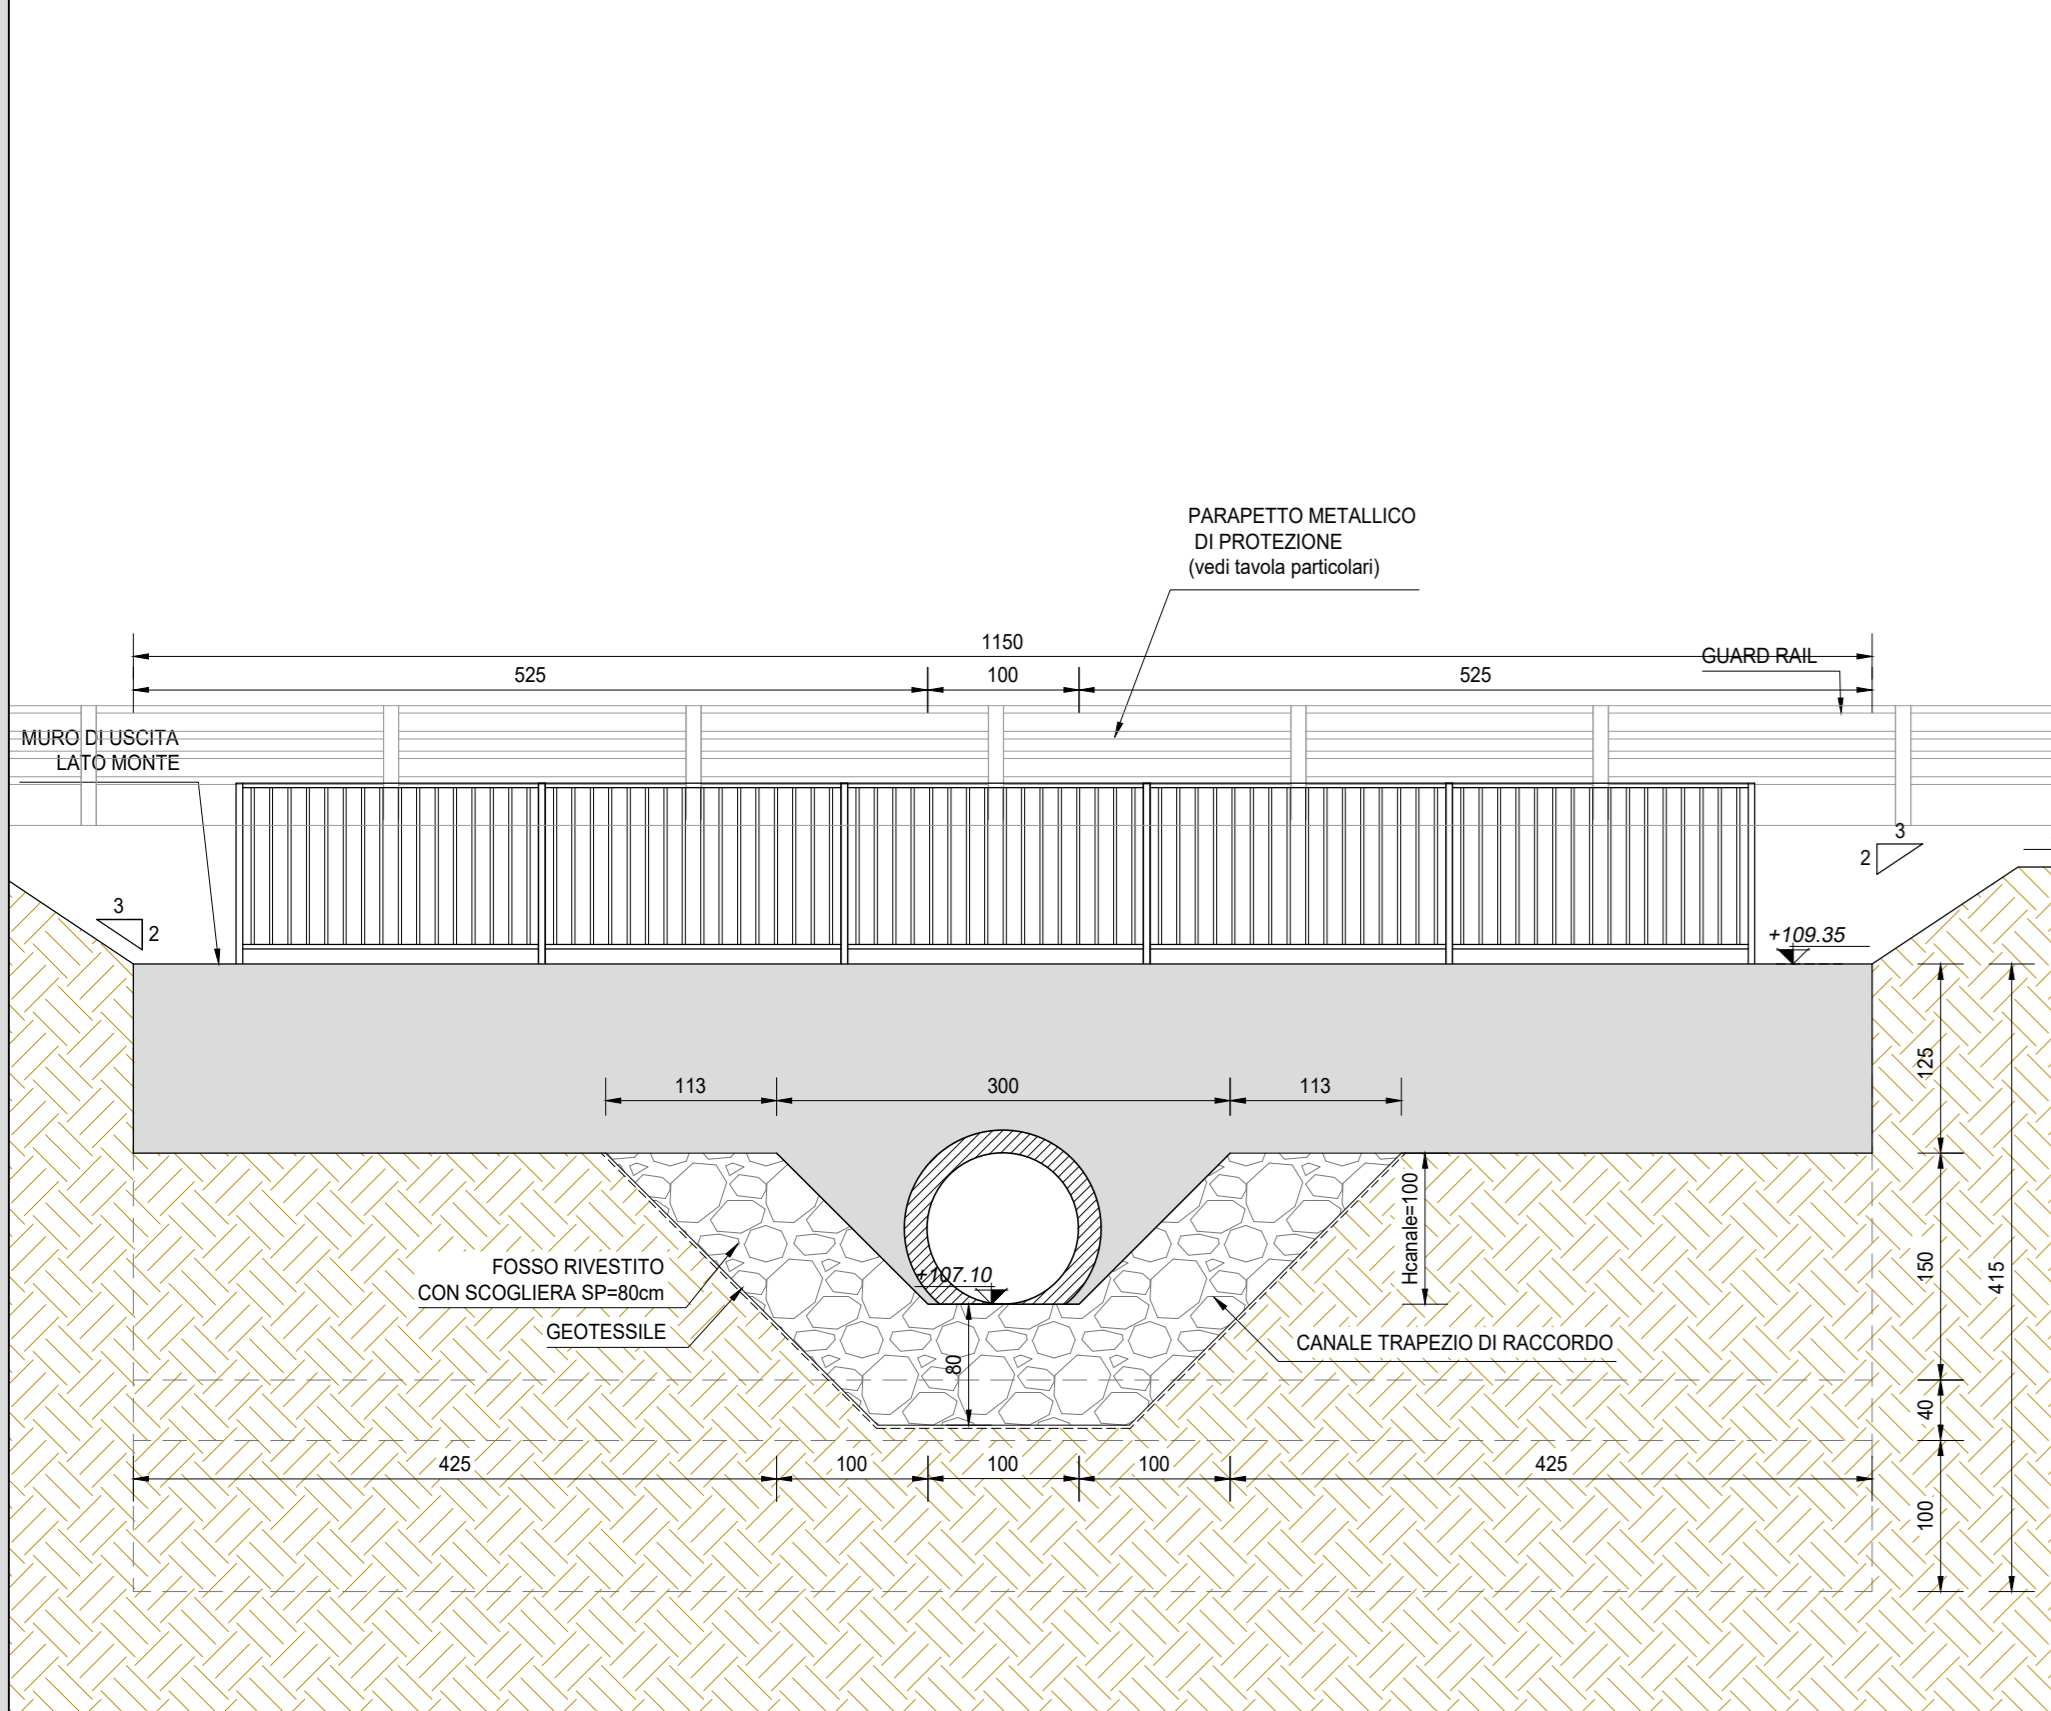 PARAPETTO METALLICO
DI PROTEZIONE
(vedi tavola particolari)
1150
GUARD RAIL
525
100
525
MURO DI USCITA
LATO MONTE
3
2
3
2
+109.35
125
113
300
113
Hcanale=100
150
415
FOSSO RIVESTITO
CON SCOGLIERA SP=80cm
+107.10
GEOTESSILE
CANALE TRAPEZIO DI RACCORDO
80
40
425
100
100
100
425
100